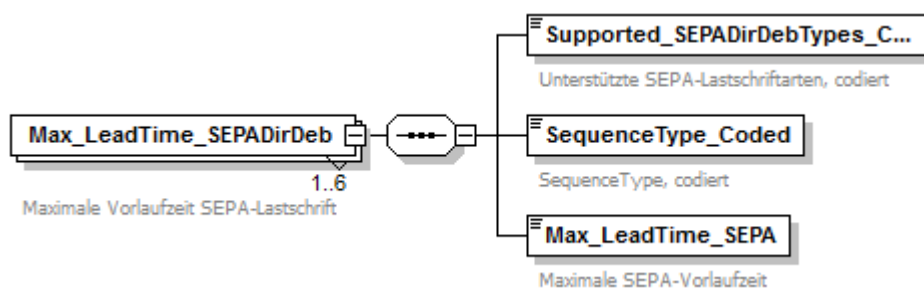 Supported_SEPADirDebTypes_C...
Unterstützte SEPA-Lastschriftarten, codiert
Max_LeadTime_SEPADirDeb
1..6
Maximale Vorlaufzeit SEPA-Lastschrift
SequenceType_Coded
SequenceType, codiert
Max_LeadTime_SEPA
Maximale SEPA-Vorlaufzeit